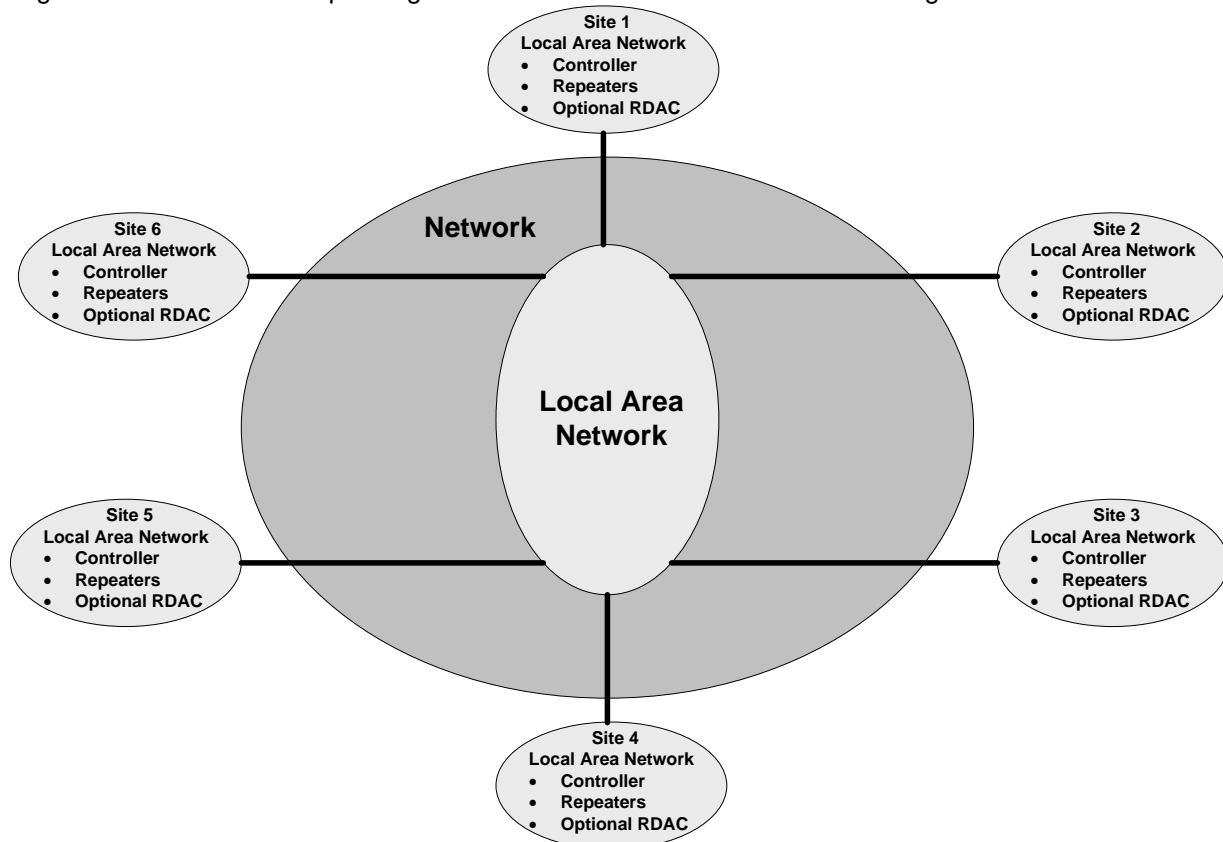 Site 1
Local Area Network
• Controller
• Repeaters
• Optional RDAC
Network
Site 6
Local Area Network
• Controller
• Repeaters
• Optional RDAC
Site 2
Local Area Network
• Controller
• Repeaters
• Optional RDAC
Local Area
Network
Site 5
Local Area Network
• Controller
• Repeaters
• Optional RDAC
Site 3
Local Area Network
• Controller
• Repeaters
• Optional RDAC
Site 4
Local Area Network
• Controller
• Repeaters
• Optional RDAC